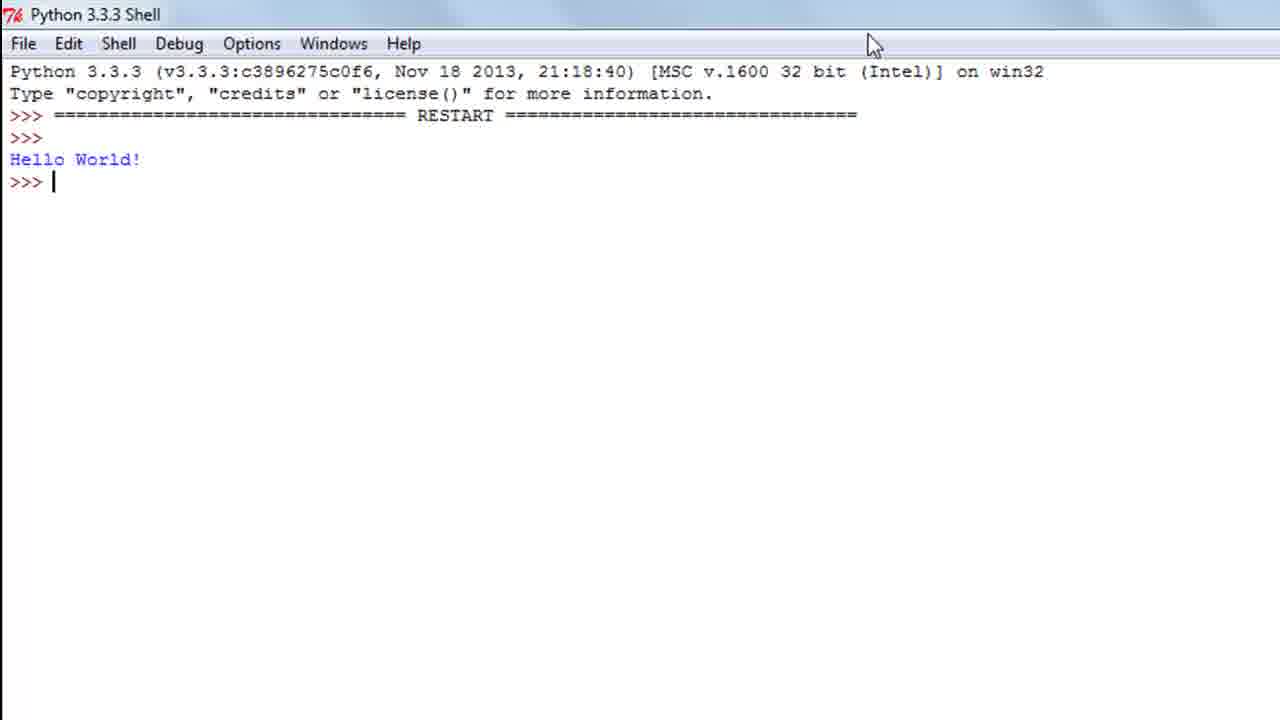 Python 3.3.3 Shell
File Edit Shell Debug Options Windows Help
Python 3.3.3 (v3.3.3:c3896275c0f6, Nov 18 2013, 21:18:40) [MSC v.1600 32 bit (Intel)] on win32
Type "copyright", "credits" or "license()" for more information.
>>> ================================ RESTART ================================
>>>
Hello World!
>>>